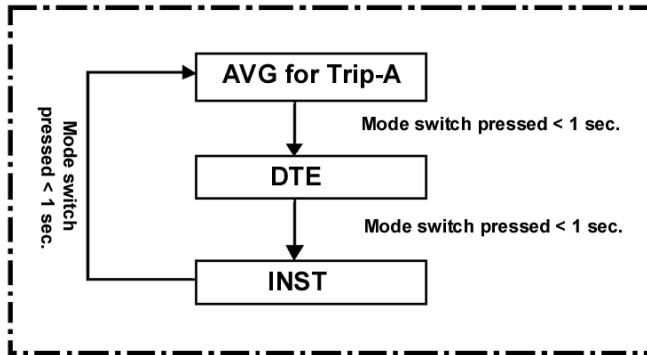 AVG for Trip-A
Mode switch pressed < 1 sec.
DTE
Mode switch pressed < 1 sec.
INST
Mode switch
pressed < 1 sec.